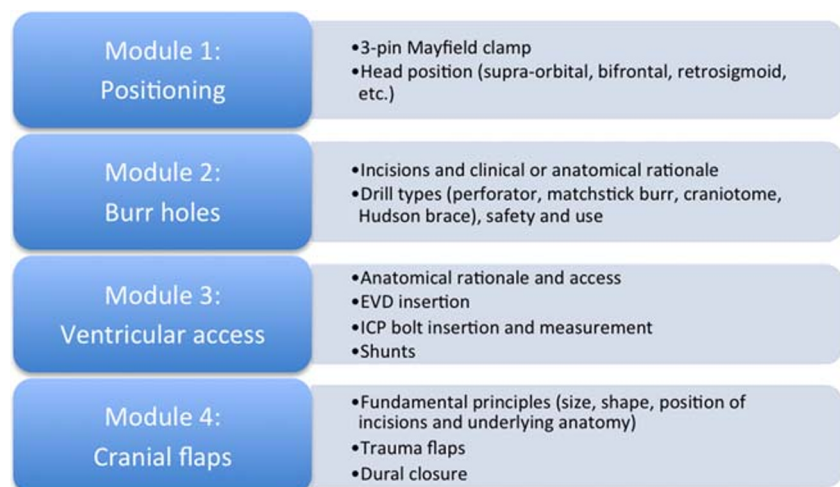 Module 1:
Positioning
•3-pin Mayfield clamp
•Head position (supra-orbital, bifrontal, retrosigmoid,
etc.)
Module 2:
Burr holes
•Incisions and clinical or anatomical rationale
•Drill types (perforator, matchstick burr, craniotome,
Hudson brace), safety and use
Module 3:
Ventricular access
•Anatomical rationale and access
•EVD insertion
•ICP bolt insertion and measurement
•Shunts
Module 4:
Cranial flaps
•Fundamental principles (size, shape, position of
incisions and underlying anatomy)
•Trauma flaps
•Dural closure